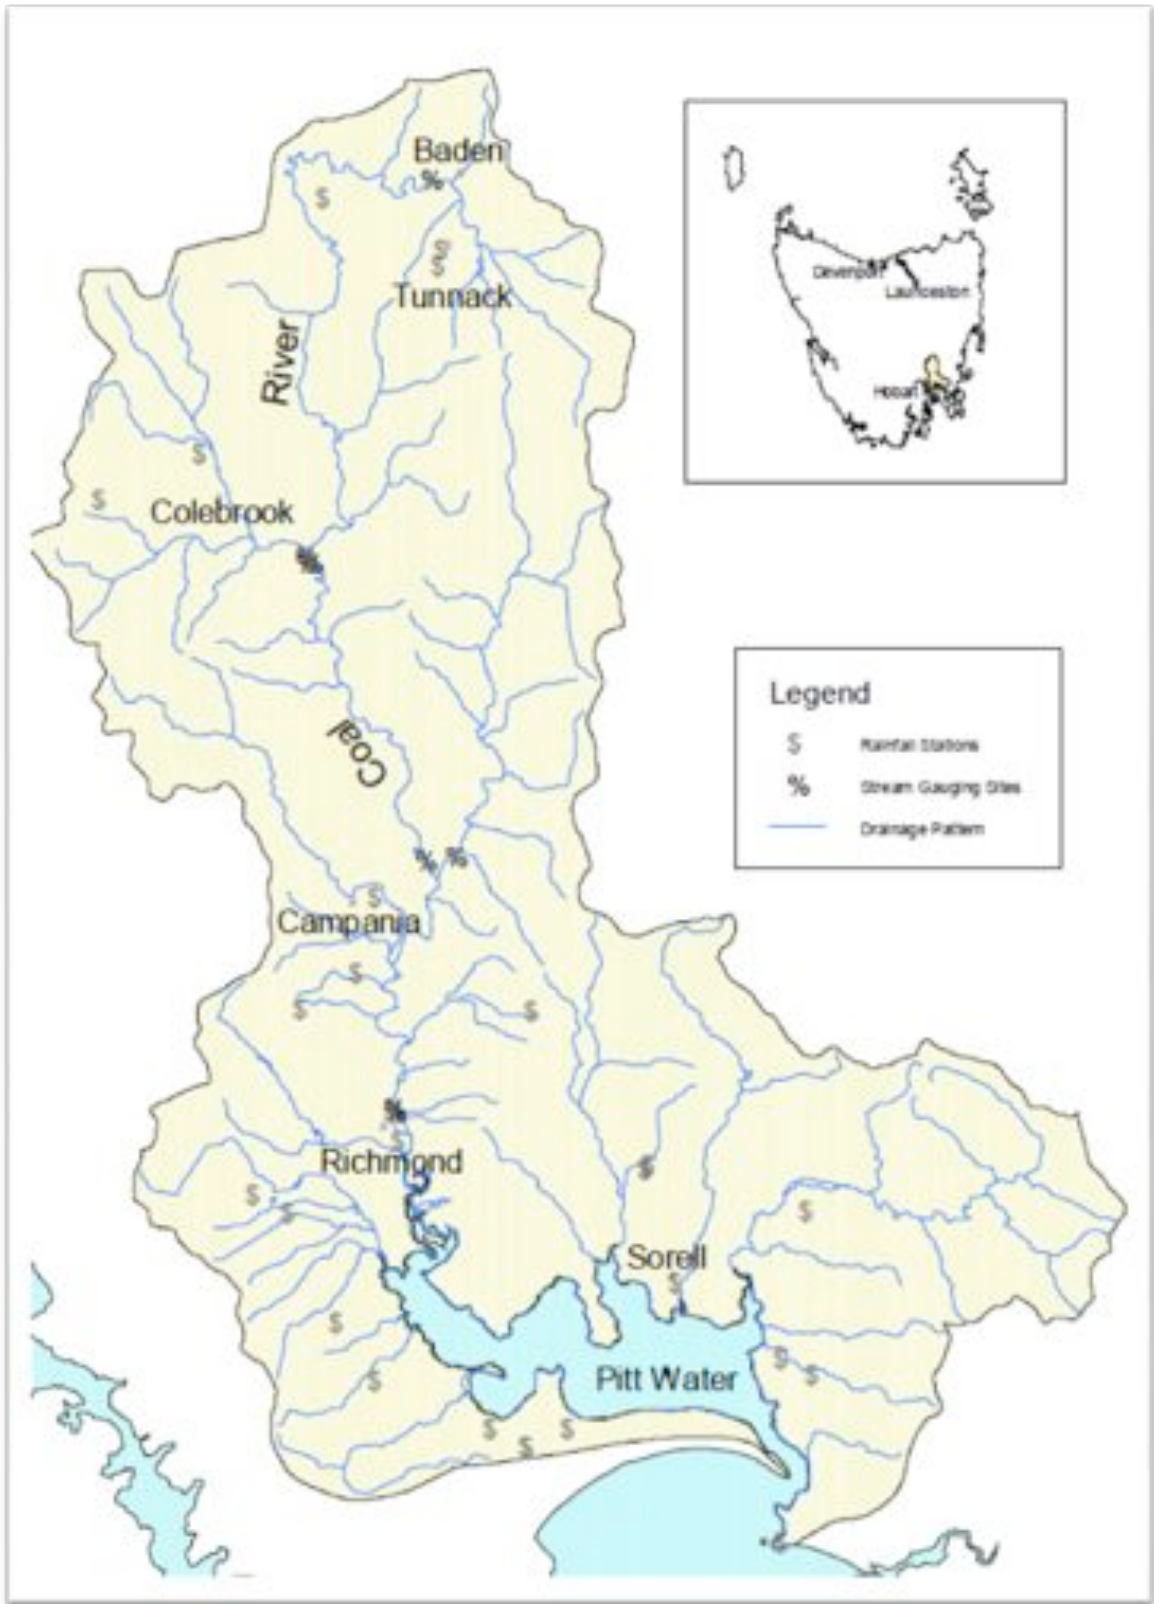 Baden
Tunnack
River
Colebrook
Coal
Campania
Richmond
Sorell
Pitt Water
Devenport
Launceston
Hobart
Legend
$ Rainfall Stations
% Stream Gauging Sites
Drainage Pattern